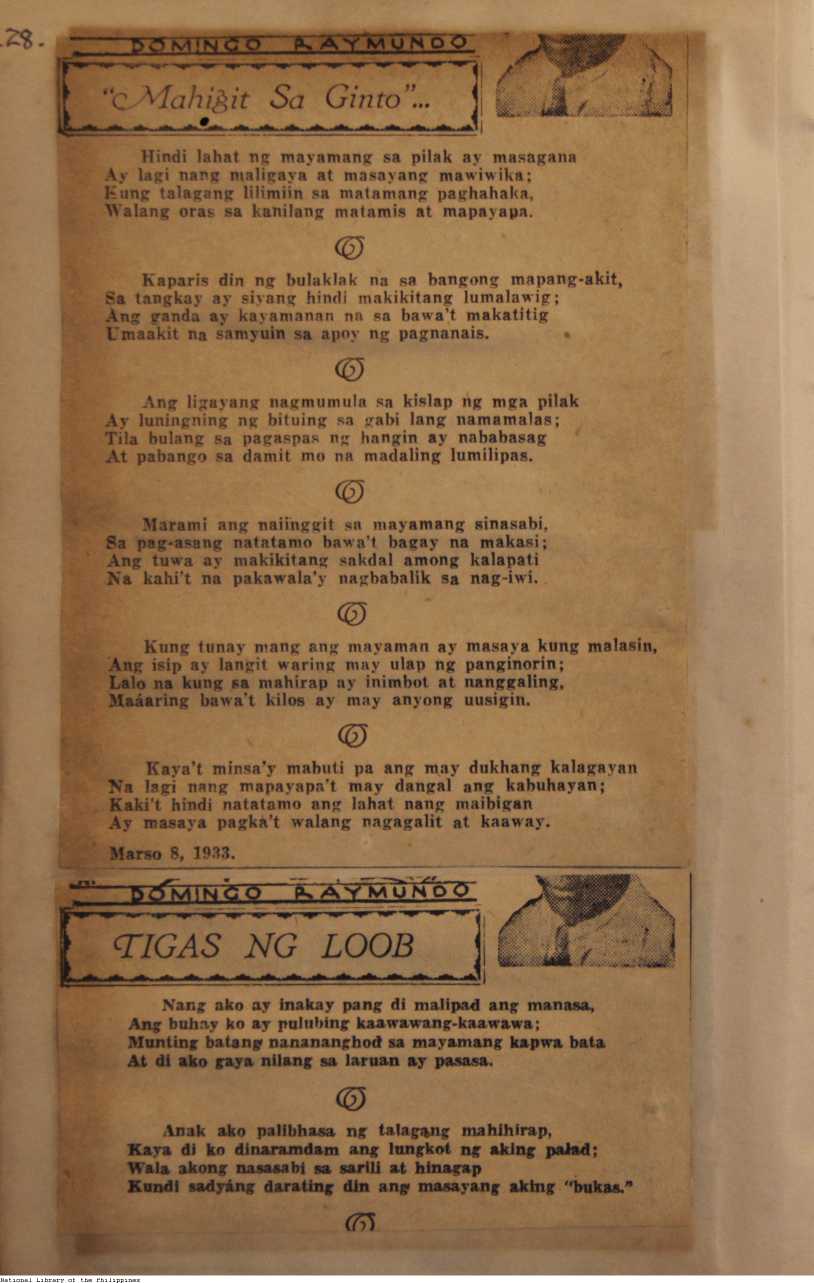 28.
DOMINGO RAYMUNDO
"Mahigit Sa Ginto"...
Hindi lahat ng mayamang sa pilak ay masagana
Ay lagi nang maligaya at masayang mawiwika;
Kung talagang lilimiin sa matamang paghahaka,
Walang oras sa kanilang matamis at mapayapa.
Kaparis din ng bulaklak na sa bangong mapang-akit,
Sa tangkay ay siyang hindi makikitang lumalawig;
Ang ganda ay kayamanan na sa bawa't makatitig
Umaakit na samyuin sa apoy ng pagnanais.
Ang ligayang nagmumula sa kislap ng mga pilak
Ay luningning ng bituing sa gabi lang namamalas;
Tila bulang sa pagaspas ng hangin ay nababasag
At pabango sa damit mo na madaling lumilipas.
Marami ang naiinggit sa mayamang sinasabi,
Sa pag-asang natatamo bawa't bagay na makasi;
Ang tuwa ay makikitang sakdal among kalapati
Na kahi't na pakawala'y nagbabalik sa nag-iwi.
Kung tunay mang ang mayaman ay masaya kung malasin,
Ang isip ay langit waring may ulap ng panginorin;
Lalo na kung sa mahirap ay inimbot at nanggaling,
Maáaring bawa't kilos ay may anyong uusigin.
Kaya't minsa'y mabuti pa ang may dukhang kalagayan
Na lagi nang mapayapa't may dangal ang kabuhayan;
Kaki't hindi natatamo ang lahat nang maibigan
Ay masaya pagka't walang nagagalit at kaaway.
Marso 8, 1933.
DOMINGO RAYMUNDO
TIGAS NG LOOB
Nang ako ay inakay pang di malipad ang manasa,
Ang buhay ko ay pulubing kaawawang-kaawawa;
Munting batang nanananghod sa mayamang kapwa bata
At di ako gaya nilang sa laruan ay pasasa.
Anak ako palibhasa ng talagang mahihirap,
Kaya di ko dinaramdam ang lungkot ng aking palad;
Wala akong nasasabi sa sarili at hinagap
Kundi sadyáng darating din ang masayang aking "bukas."
National Library of the Philippines